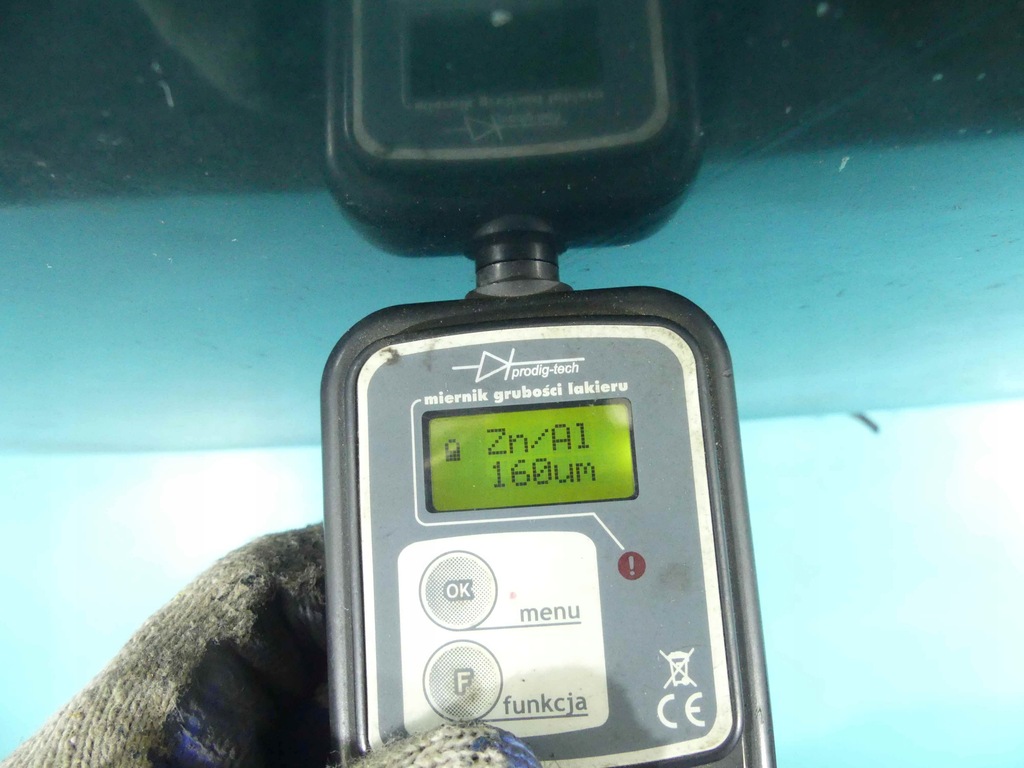 prodig-tech
miernik grubości lakieru
Zn/Al
160um
OK
menu
F
funkcja
CE